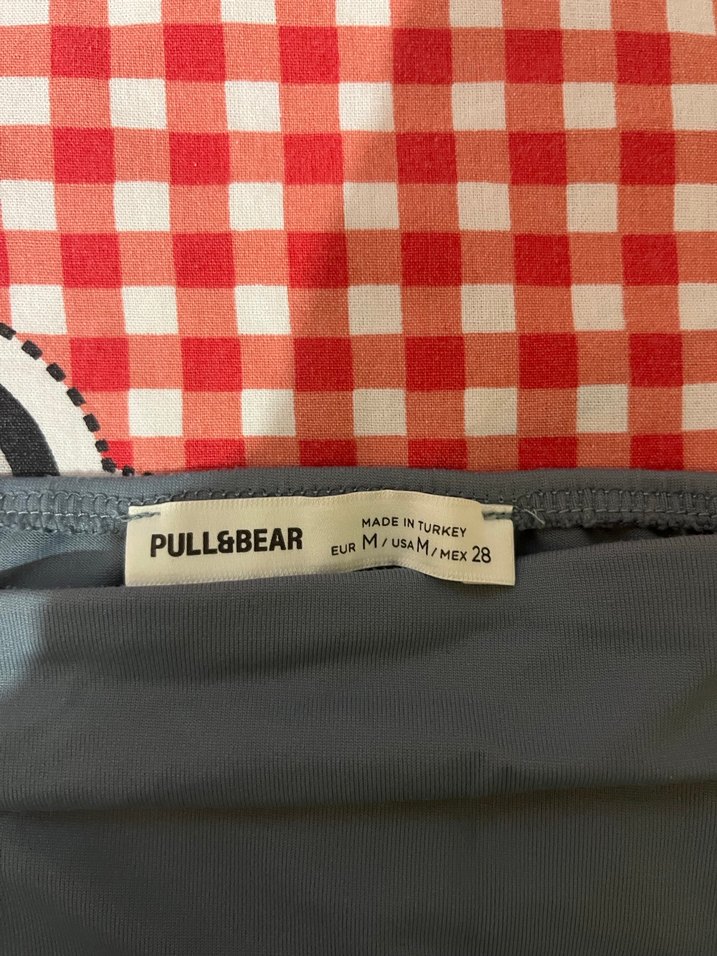 PULL&BEAR
MADE IN TURKEY
EUR M / USA M / MEX 28